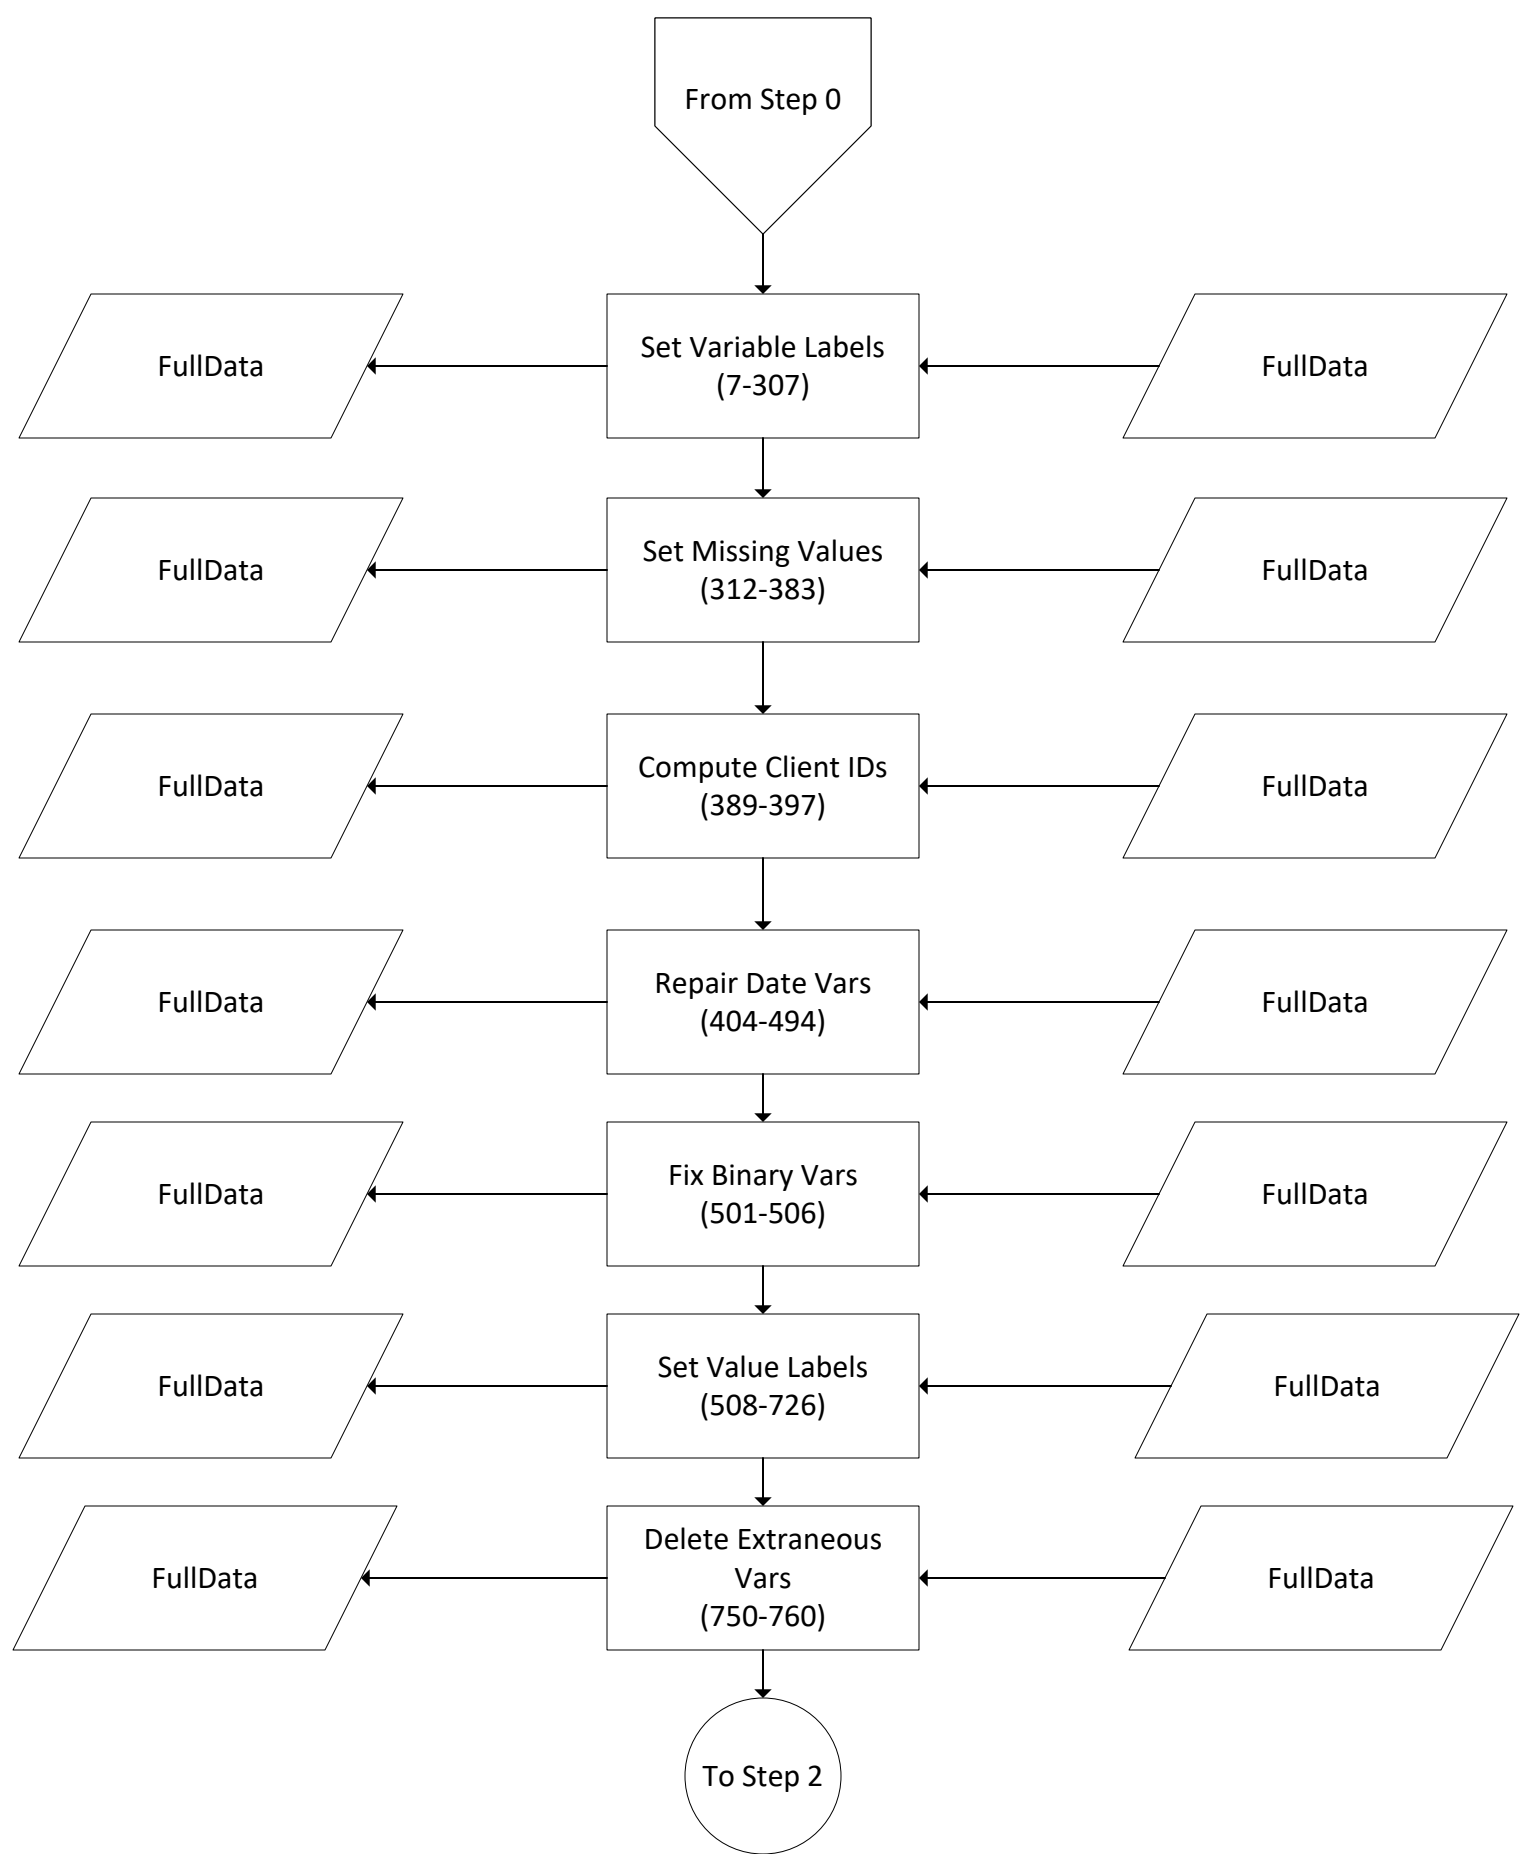 From Step 0
FullData
Set Variable Labels
(7-307)
FullData
FullData
Set Missing Values
(312-383)
FullData
FullData
Compute Client IDs
(389-397)
FullData
FullData
Repair Date Vars
(404-494)
FullData
FullData
Fix Binary Vars
(501-506)
FullData
FullData
Set Value Labels
(508-726)
FullData
FullData
Delete Extraneous
Vars
(750-760)
FullData
To Step 2